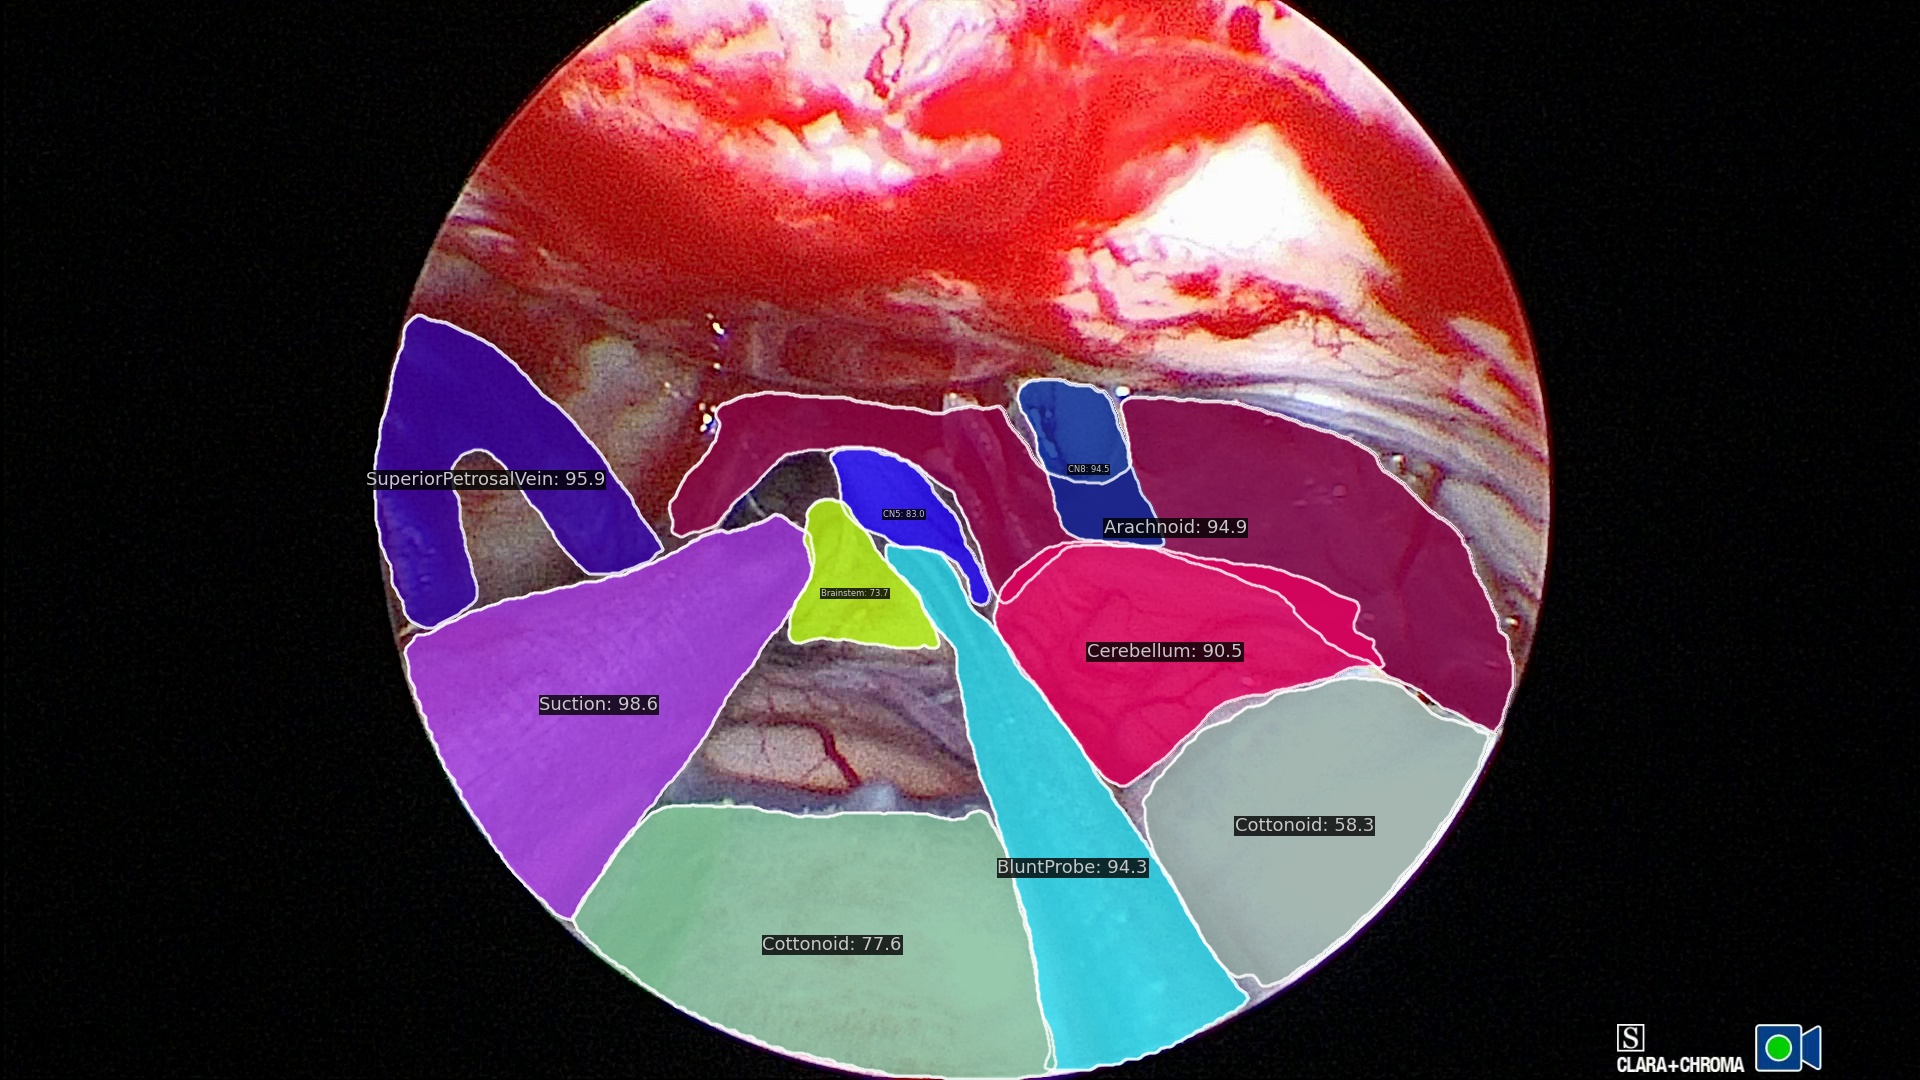 CN8: 94.5
SuperiorPetrosalVein: 95.9
CN5: 83.0
Arachnoid: 94.9
Brainstem: 73.7
Cerebellum: 90.5
Suction: 98.6
Cottonoid: 58.3
BluntProbe: 94.3
Cottonoid: 77.6
S
CLARA+CHROMA